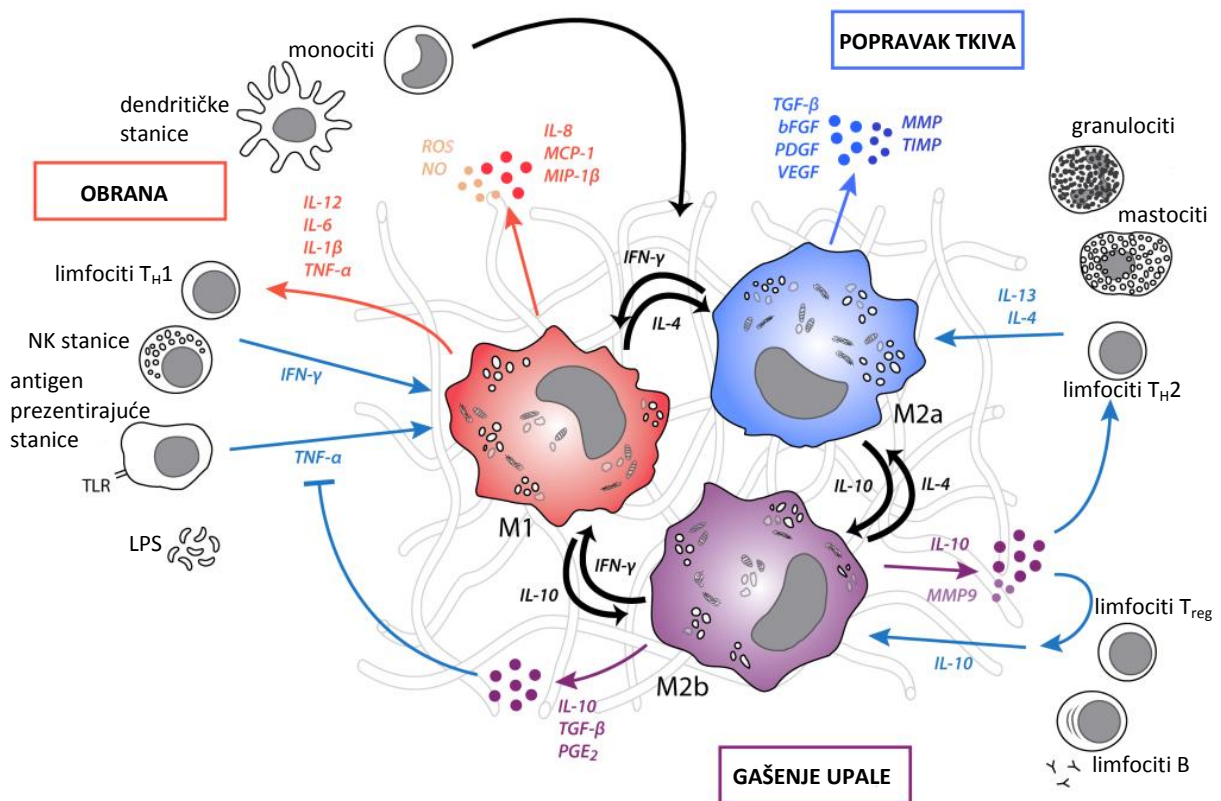 monociti
dendritičke
stanice
OBRANA
POPRAVAK TKIVA
ROS
NO
IL-8
MCP-1
MIP-1β
TGF-β
bFGF
PDGF
VEGF
MMP
TIMP
granulociti
mastociti
IL-12
IL-6
IL-1β
TNF-α
limfociti TH1
NK stanice
IFN-γ
antigen
prezentirajuće
stanice
TNF-α
TLR
LPS
IFN-γ
IL-4
IL-13
IL-4
limfociti TH2
M2a
M1
IL-10
IL-4
IFN-γ
IL-10
M2b
IL-10
MMP9
limfociti Treg
IL-10
IL-10
TGF-β
PGE2
limfociti B
GAŠENJE UPALE